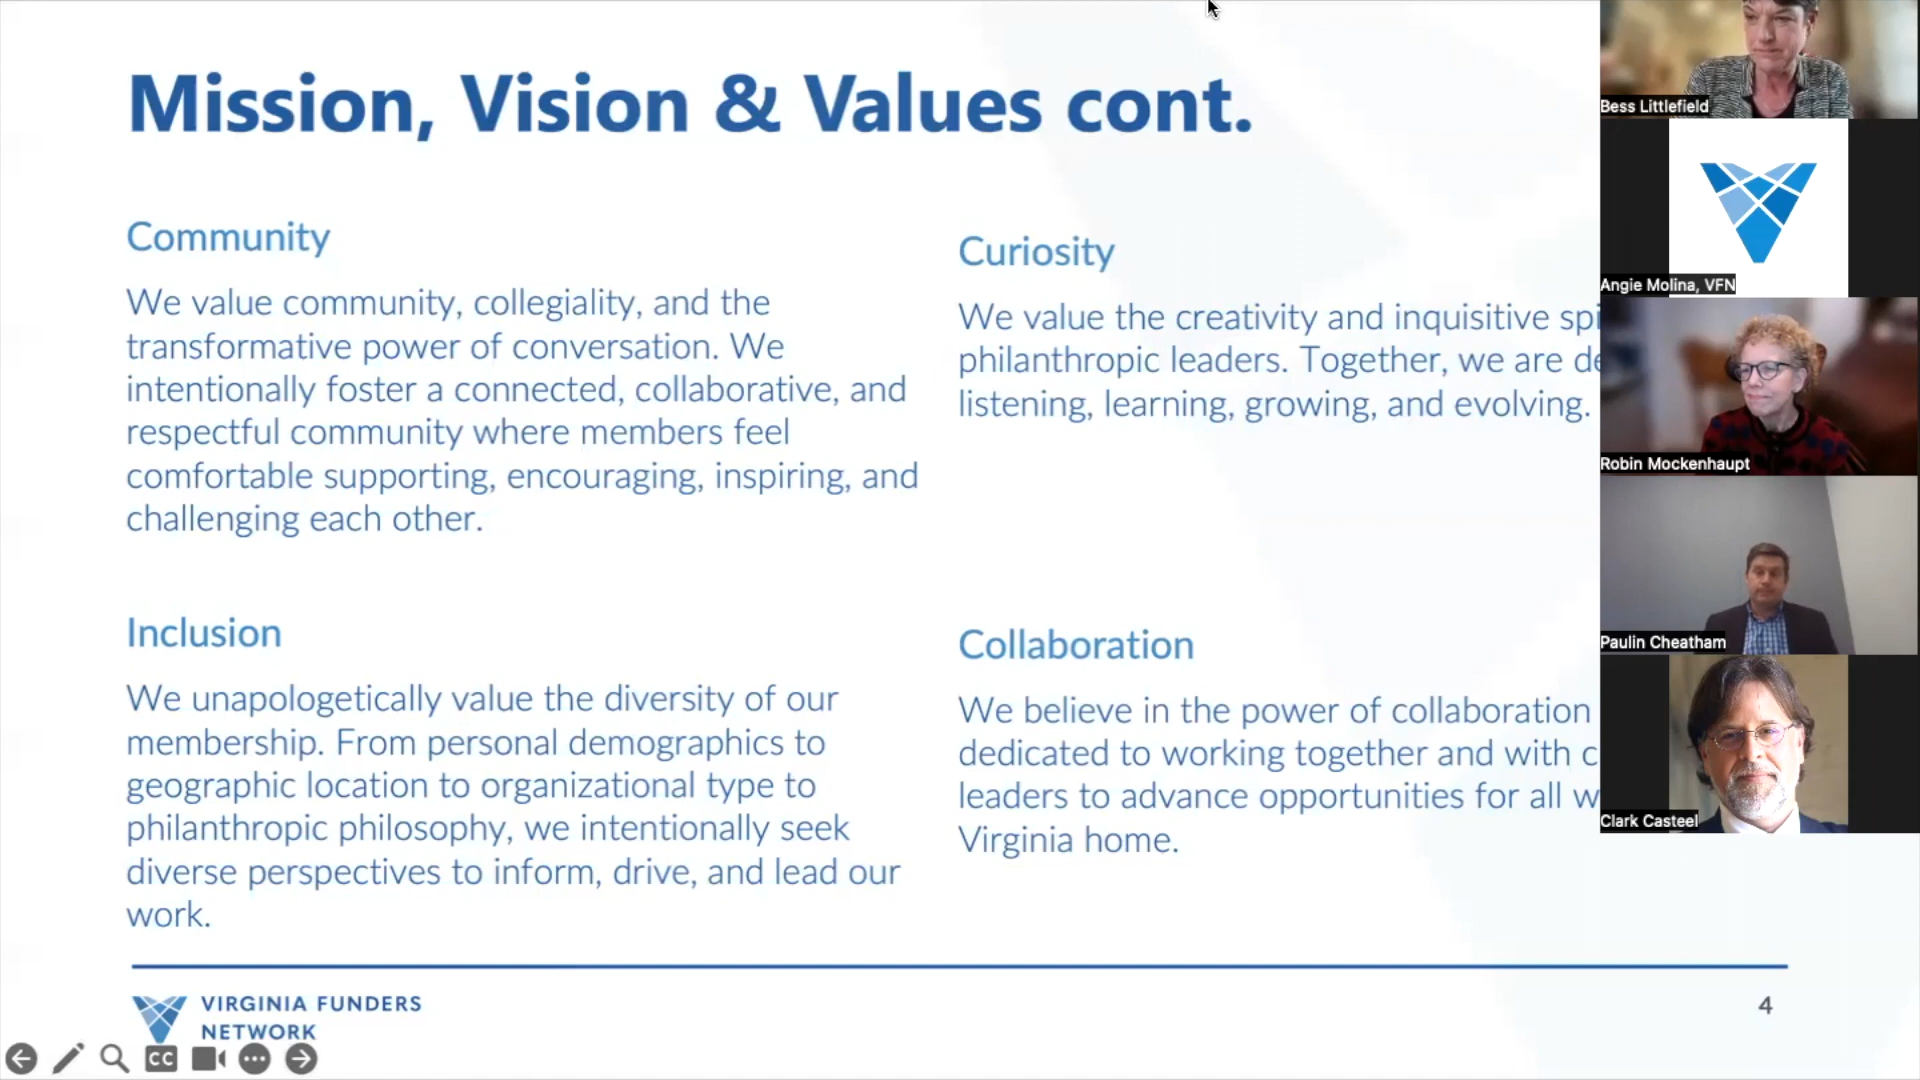 Mission, Vision & Values cont.
Community
We value community, collegiality, and the
transformative power of conversation. We
intentionally foster a connected, collaborative, and
respectful community where members feel
comfortable supporting, encouraging, inspiring, and
challenging each other.
Curiosity
We value the creativity and inquisitive
philanthropic leaders. Together, we are
listening, learning, growing, and evolving.
Inclusion
We unapologetically value the diversity of our
membership. From personal demographics to
geographic location to organizational type to
philanthropic philosophy, we intentionally seek
diverse perspectives to inform, drive, and lead our
work.
Collaboration
We believe in the power of collaboration
dedicated to working together and with
leaders to advance opportunities for all
Virginia home.
VIRGINIA FUNDERS
NETWORK
4
CC
Bess Littlefield
Angie Molina, VFN
Robin Mockenhaupt
Paulin Cheatham
Clark Casteel